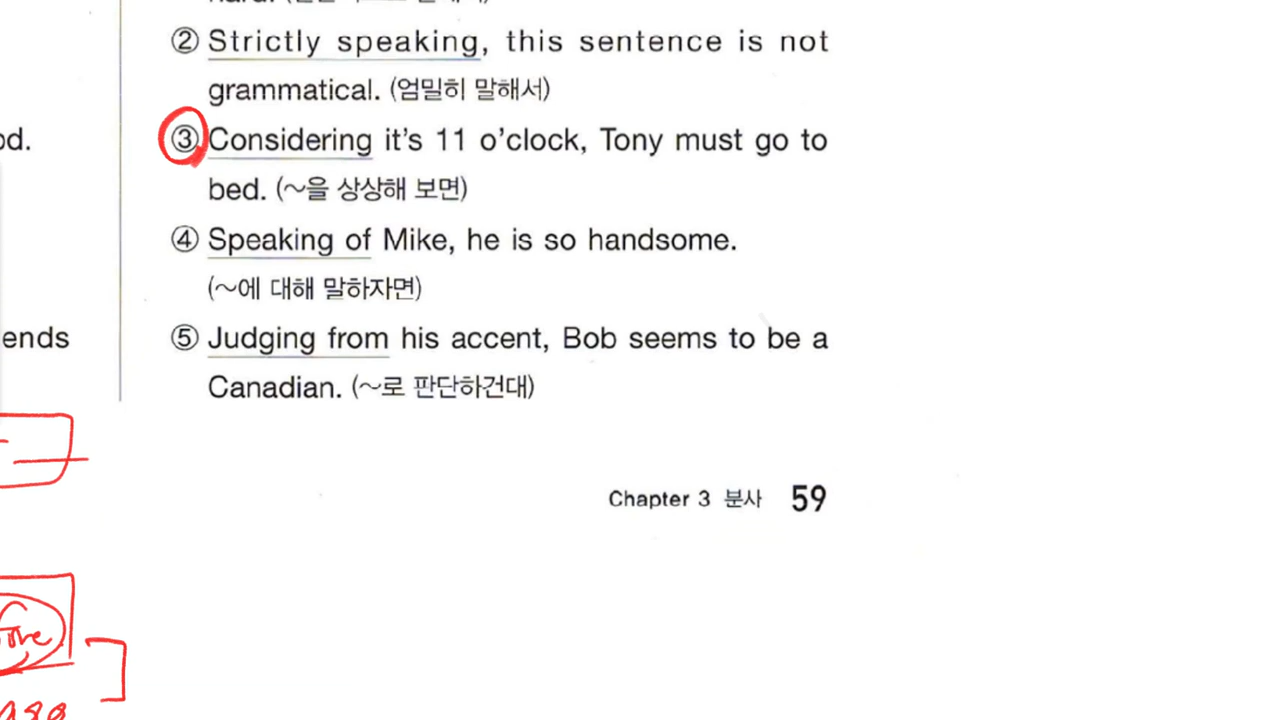 ② Strictly speaking, this sentence is not
grammatical. (엄밀히 말해서)
od.
③ Considering it's 11 o'clock, Tony must go to
bed. (~을 상상해 보면)
④ Speaking of Mike, he is so handsome.
(~에 대해 말하자면)
ends
⑤ Judging from his accent, Bob seems to be a
Canadian. (~로 판단하건대)
Chapter 3 분사 59